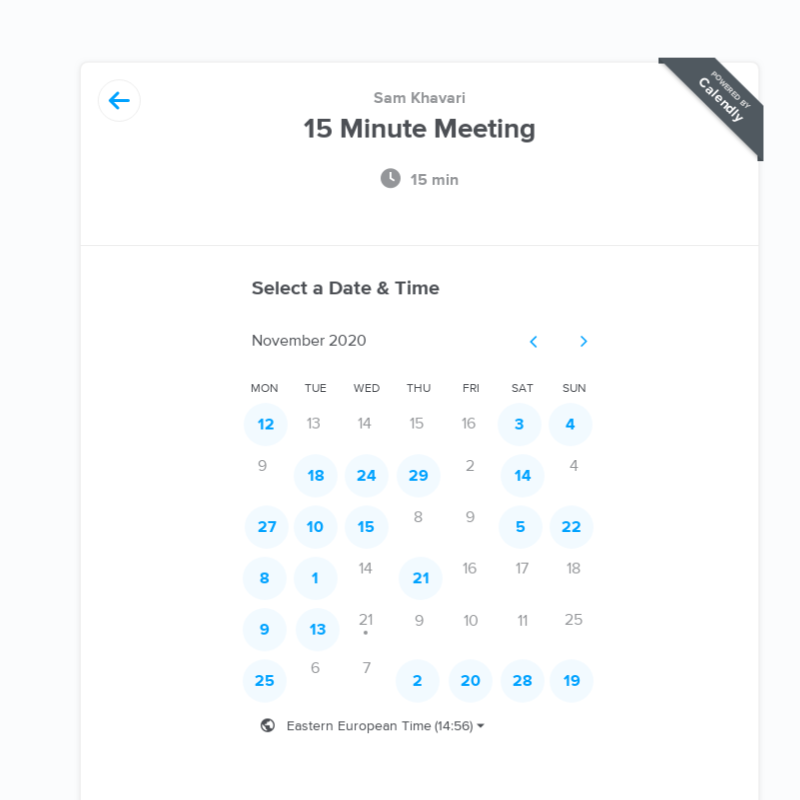 POWERED BY
Calendly
Sam Khavari
15 Minute Meeting
15 min
Select a Date & Time
November 2020
MON TUE WED THU FRI SAT SUN
12 13 14 15 16 3 4
9 18 24 29 2 14 4
27 10 15 8 9 5 22
8 1 14 21 16 17 18
9 13 21 9 10 11 25
25 6 7 2 20 28 19
Eastern European Time (14:56)